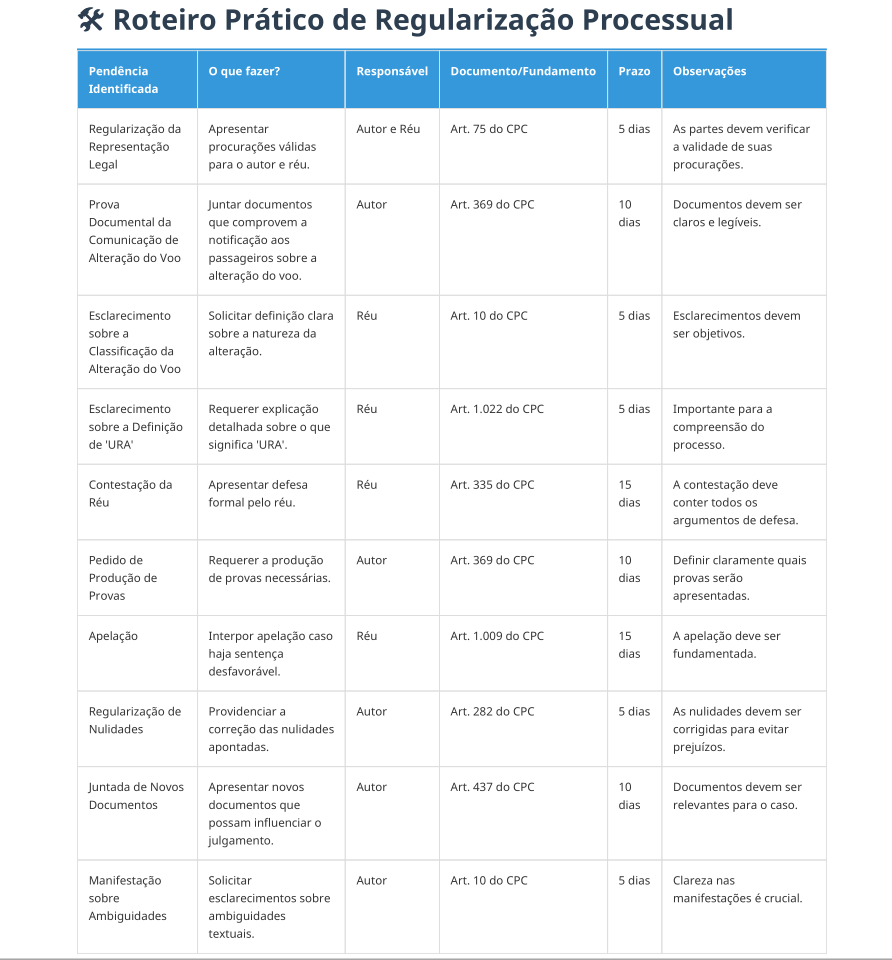 🛠 Roteiro Prático de Regularização Processual
Pendência
Identificada
O que fazer?
Responsável
Documento/Fundamento
Prazo
Observações
Regularização da
Representação
Legal
Apresentar
procurações válidas
para o autor e réu.
Autor e Réu
Art. 75 do CPC
5 dias
As partes devem verificar
a validade de suas
procurações.
Prova
Documental da
Comunicação de
Alteração do Voo
Juntar documentos
que comprovem a
notificação aos
passageiros sobre a
alteração do voo.
Autor
Art. 369 do CPC
10
dias
Documentos devem ser
claros e legíveis.
Esclarecimento
sobre a
Classificação da
Alteração do Voo
Solicitar definição clara
sobre a natureza da
alteração.
Réu
Art. 10 do CPC
5 dias
Esclarecimentos devem
ser objetivos.
Esclarecimento
sobre a Definição
de 'URA'
Requerer explicação
detalhada sobre o que
significa 'URA'.
Réu
Art. 1.022 do CPC
5 dias
Importante para a
compreensão do
processo.
Contestação da
Réu
Apresentar defesa
formal pelo réu.
Réu
Art. 335 do CPC
15
dias
A contestação deve
conter todos os
argumentos de defesa.
Pedido de
Produção de
Provas
Requerer a produção
de provas necessárias.
Autor
Art. 369 do CPC
10
dias
Definir claramente quais
provas serão
apresentadas.
Apelação
Interpor apelação caso
haja sentença
desfavorável.
Réu
Art. 1.009 do CPC
15
dias
A apelação deve ser
fundamentada.
Regularização de
Nulidades
Providenciar a
correção das nulidades
apontadas.
Autor
Art. 282 do CPC
5 dias
As nulidades devem ser
corrigidas para evitar
prejuízos.
Juntada de Novos
Documentos
Apresentar novos
documentos que
possam influenciar o
julgamento.
Autor
Art. 437 do CPC
10
dias
Documentos devem ser
relevantes para o caso.
Manifestação
sobre
Ambiguidades
Solicitar
esclarecimentos sobre
ambiguidades
textuais.
Autor
Art. 10 do CPC
5 dias
Clareza nas
manifestações é crucial.